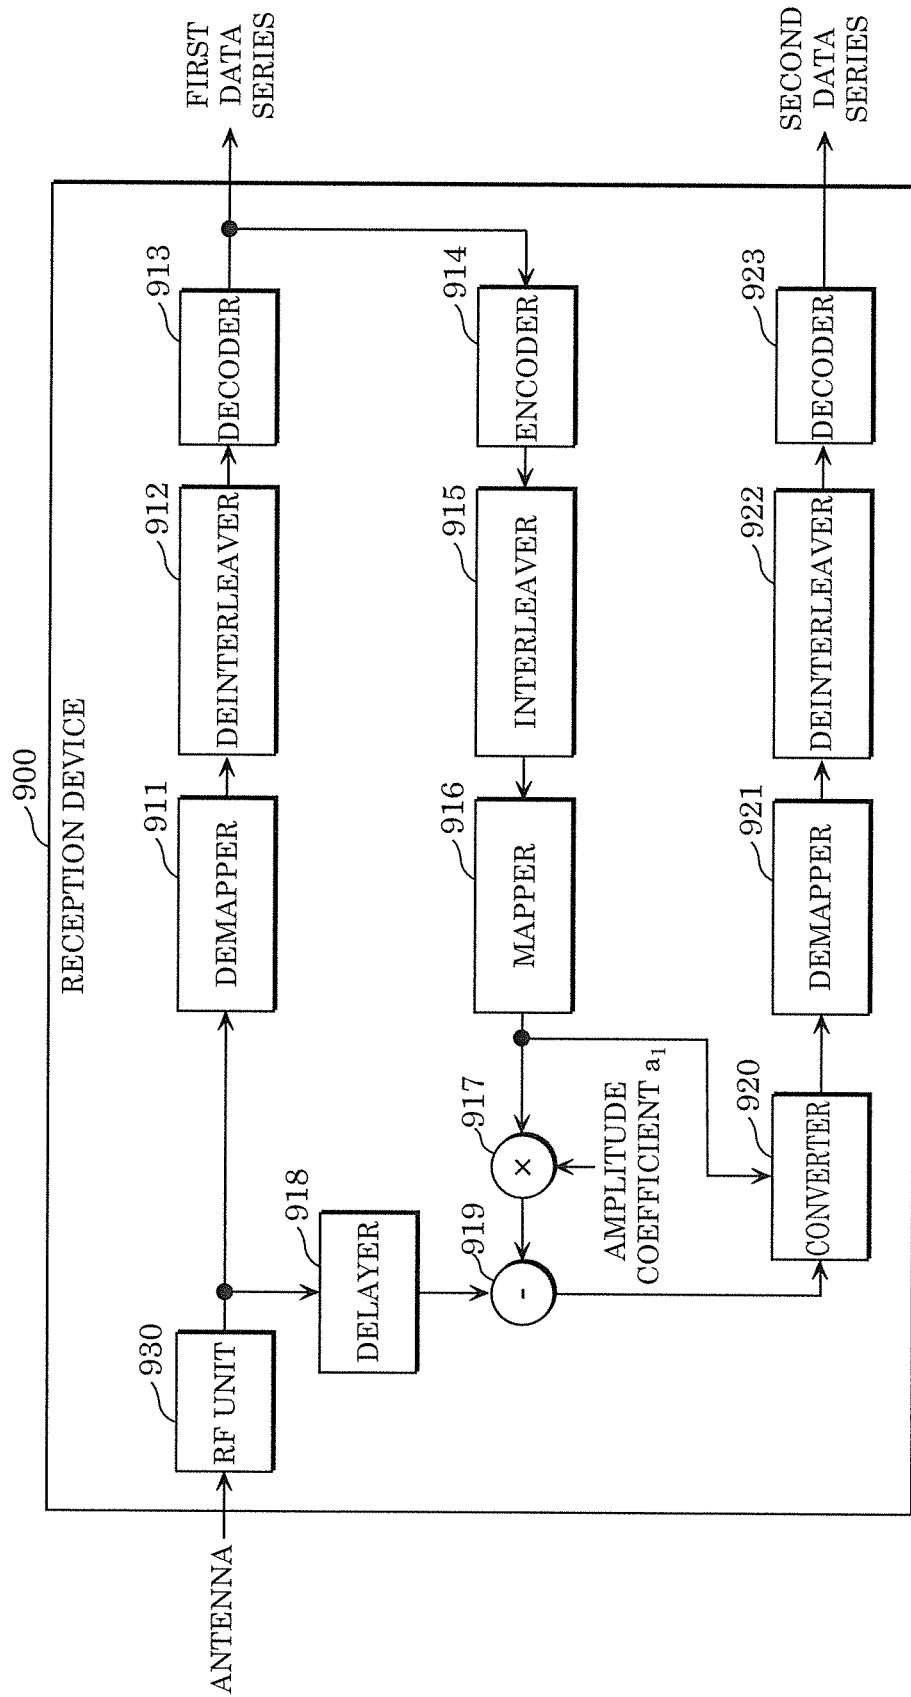 900
RECEPTION DEVICE
ANTENNA
930
RF UNIT
911
DEMAPPER
912
DEINTERLEAVER
913
DECODER
FIRST
DATA
SERIES
918
DELAYER
919
-
917
×
AMPLITUDE
COEFFICIENT a₁
916
MAPPER
915
INTERLEAVER
914
ENCODER
920
CONVERTER
921
DEMAPPER
922
DEINTERLEAVER
923
DECODER
SECOND
DATA
SERIES